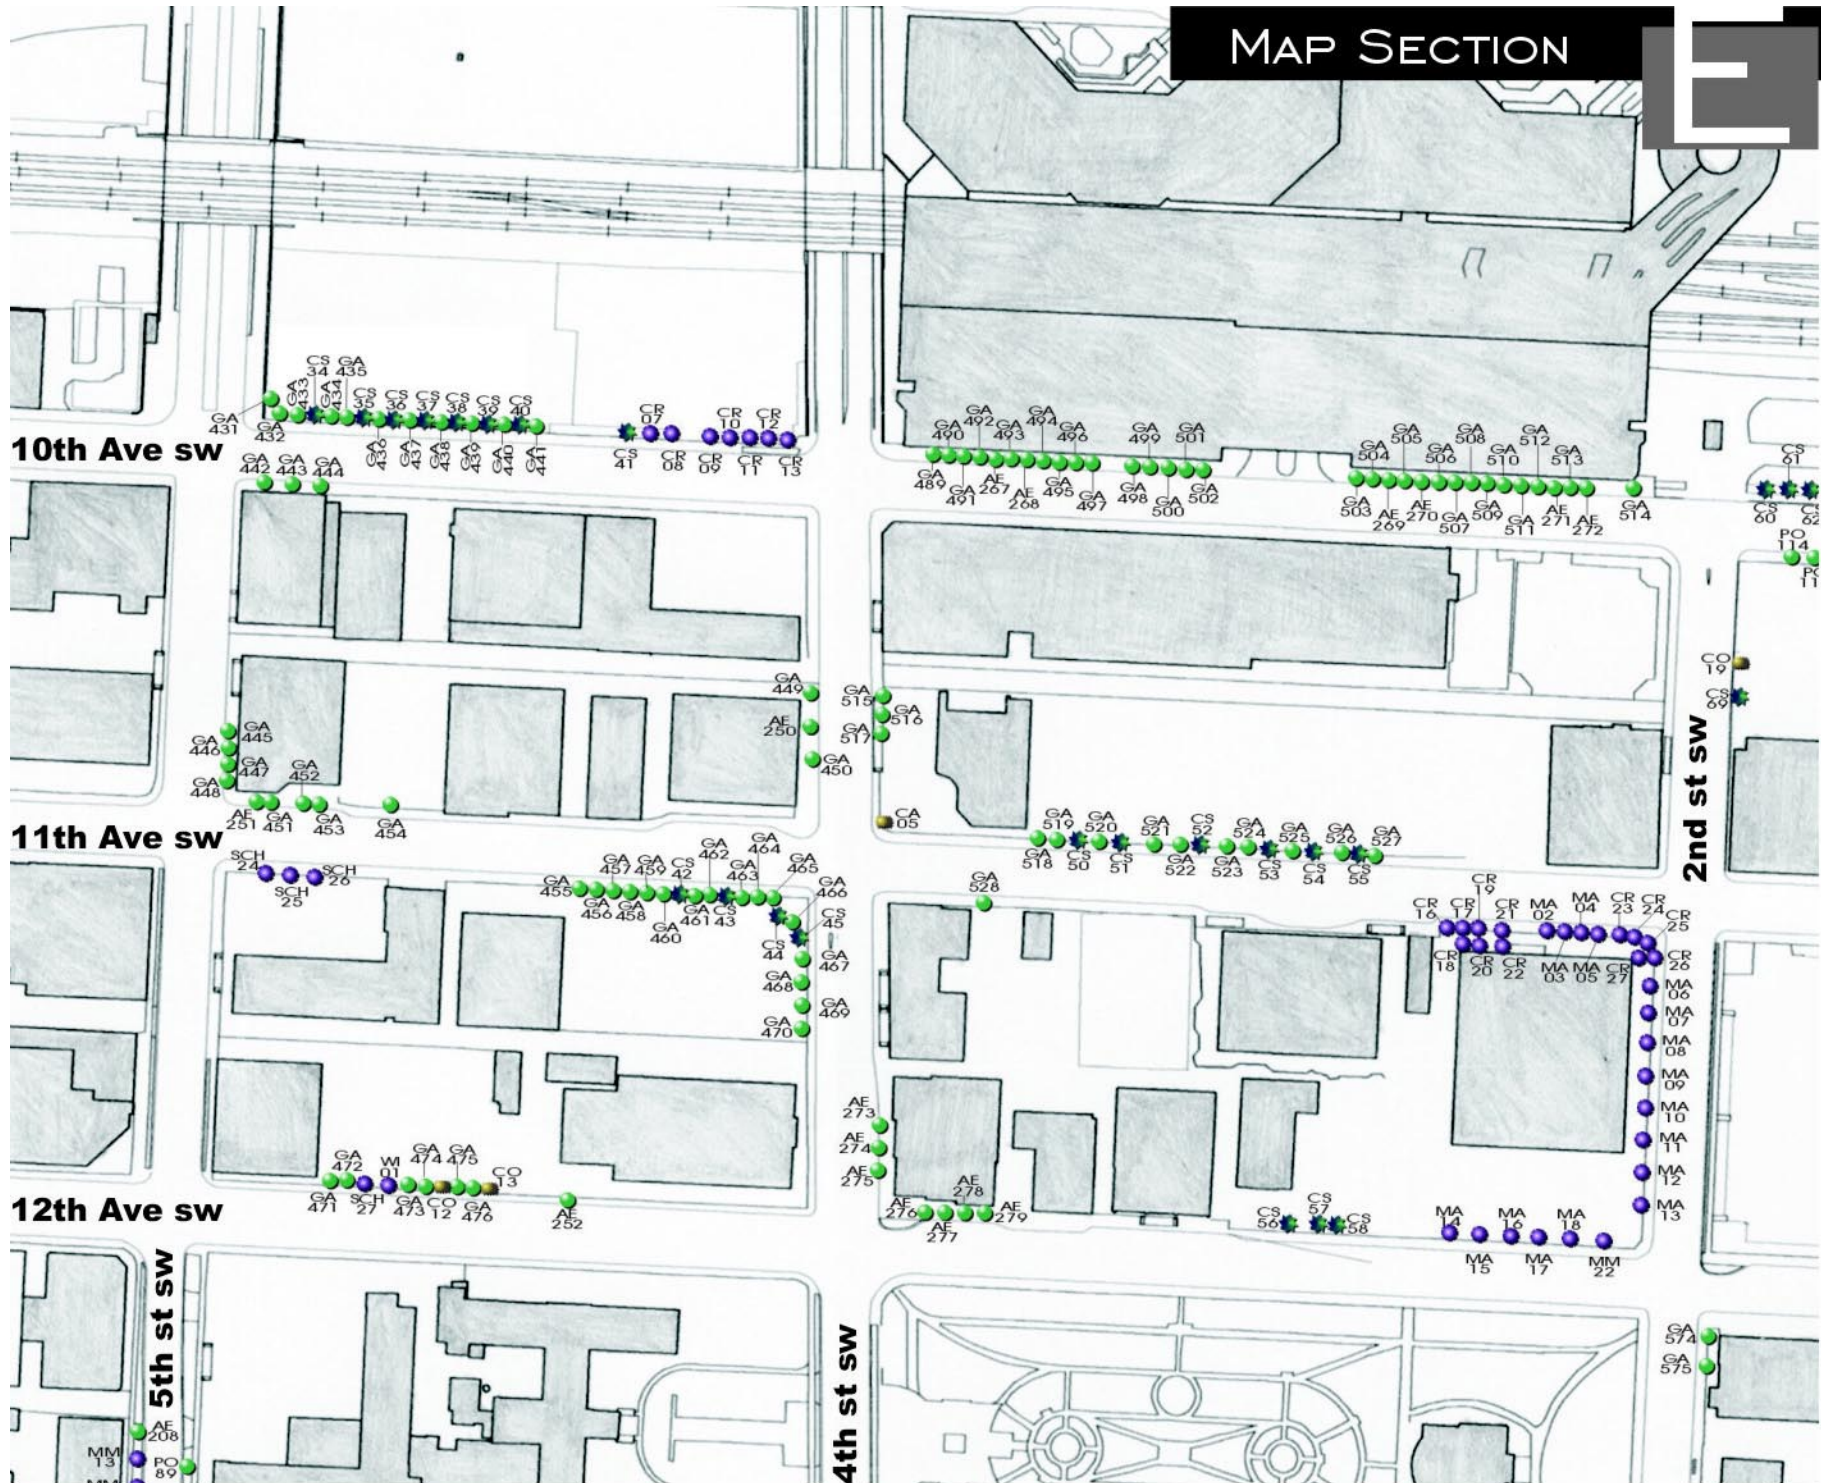 MAP SECTION E
CS 34
GA 435
GA 433
GA 434
CS 35
CS 36
CS 37
CS 38
CS 39
CS 40
GA 431
GA 432
GA 436
GA 437
GA 438
GA 439
GA 440
GA 441
CS 41
CR 07
CR 08
CR 09
CR 10
CR 11
CR 12
CR 13
10th Ave sw
GA 442
GA 443
GA 444
GA 489
GA 490
GA 491
GA 492
AE 267
GA 493
AE 268
GA 494
GA 495
GA 496
GA 497
GA 498
GA 499
GA 500
GA 501
GA 502
GA 503
GA 504
AE 269
GA 505
AE 270
GA 506
GA 507
GA 508
GA 509
GA 510
GA 511
GA 512
AE 271
GA 513
AE 272
GA 514
CS 60
CS 61
CS 62
PO 114
PO 11
CO 19
CS 69
2nd st sw
GA 445
GA 446
GA 447
GA 448
GA 449
AE 250
GA 450
GA 515
GA 516
GA 517
CA 05
AE 251
GA 451
GA 452
GA 453
GA 454
11th Ave sw
GA 518
GA 519
CS 50
GA 520
CS 51
GA 521
GA 522
CS 52
GA 523
GA 524
CS 53
GA 525
CS 54
GA 526
CS 55
GA 527
SCH 24
SCH 25
SCH 26
GA 455
GA 456
GA 457
GA 458
GA 459
GA 460
CS 42
GA 461
GA 462
CS 43
GA 463
GA 464
GA 465
CS 44
GA 466
CS 45
GA 467
GA 468
GA 469
GA 470
GA 528
CR 16
CR 17
CR 18
CR 19
CR 20
CR 21
CR 22
MA 02
MA 03
MA 04
MA 05
CR 23
CR 24
CR 25
CR 26
CR 27
MA 06
MA 07
MA 08
MA 09
MA 10
MA 11
MA 12
MA 13
AE 273
AE 274
AE 275
AE 276
AE 277
AE 278
AE 279
GA 471
GA 472
SCH 27
WI 01
GA 473
GA 474
CO 12
GA 475
GA 476
CO 13
AE 252
12th Ave sw
CS 56
CS 57
CS 58
MA 14
MA 15
MA 16
MA 17
MA 18
MM 22
5th st sw
4th st sw
GA 574
GA 575
AE 208
MM 13
PO 89
MM